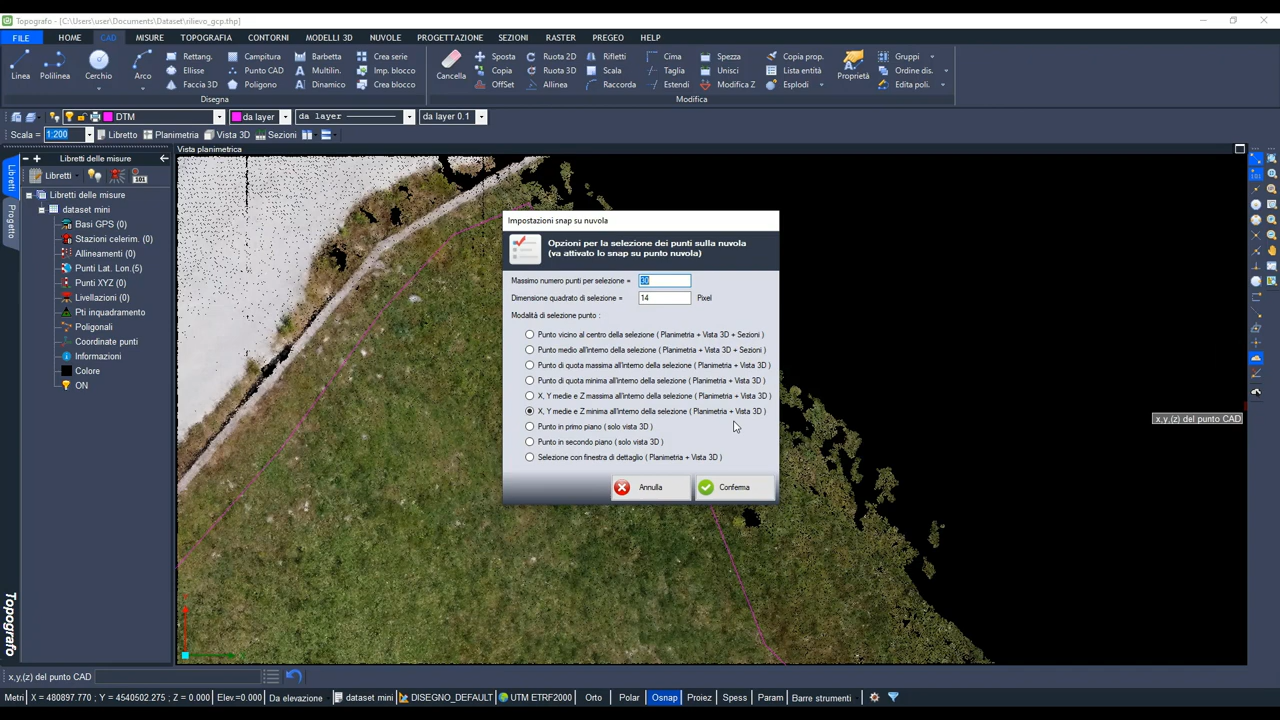 Topografo - [C:\Users\user\Documents\Dataset\rilievo_gcp.thp]
FILE HOME CAD MISURE TOPOGRAFIA CONTORNI MODELLI 3D NUVOLE PROGETTAZIONE SEZIONI RASTER PREGEO HELP
Rettang. Campitura Barbetta Crea serie Sposta Ruota 2D Rifletti Cima Spezza Copia prop. Gruppi
Linea Polilinea Cerchio Arco Ellisse Punto CAD Multilin. Imp. blocco Cancella Copia Ruota 3D Scala Taglia Unisci Lista entità Proprietà Ordine dis.
Faccia 3D Poligono Dinamico Crea blocco OffSet Allinea Raccorda Estendi Modifica Z Esplodi Edita poli.
Disegna Modifica
DTM da layer da layer da layer 0.1
Scala = 1:200 Libretto Planimetria Vista 3D Sezioni
Libretti delle misure Vista planimetrica
Libretti
Libretti
Progetto
101
Libretti delle misure
dataset mini
Basi GPS (0)
Stazioni celerim. (0)
Allineamenti (0)
Punti Lat. Lon.(5)
Punti XYZ (0)
Livellazioni (0)
Pti inquadramento
Poligonali
Coordinate punti
Informazioni
Colore
ON
Topografo
Impostazioni snap su nuvola
Opzioni per la selezione dei punti sulla nuvola
(va attivato lo snap su punto nuvola)
Massimo numero punti per selezione = 30
Dimensione quadrato di selezione = 14 Pixel
Modalità di selezione punto :
Punto vicino al centro della selezione ( Planimetria + Vista 3D + Sezioni )
Punto medio all'interno della selezione ( Planimetria + Vista 3D + Sezioni )
Punto di quota massima all'interno della selezione ( Planimetria + Vista 3D )
Punto di quota minima all'interno della selezione ( Planimetria + Vista 3D )
X, Y medie e Z massima all'interno della selezione ( Planimetria + Vista 3D )
X, Y medie e Z minima all'interno della selezione ( Planimetria + Vista 3D )
Punto in primo piano ( solo vista 3D )
Punto in secondo piano ( solo vista 3D )
Selezione con finestra di dettaglio ( Planimetria + Vista 3D )
Annulla Conferma
x,y,(z) del punto CAD
x,y,(z) del punto CAD
Metri X = 480897.770 ; Y = 4540502.275 ; Z = 0.000 Elev.=0.000 Da elevazione dataset mini DISEGNO_DEFAULT UTM ETRF2000 Orto Polar Osnap Proiez Spess Param Barre strumenti